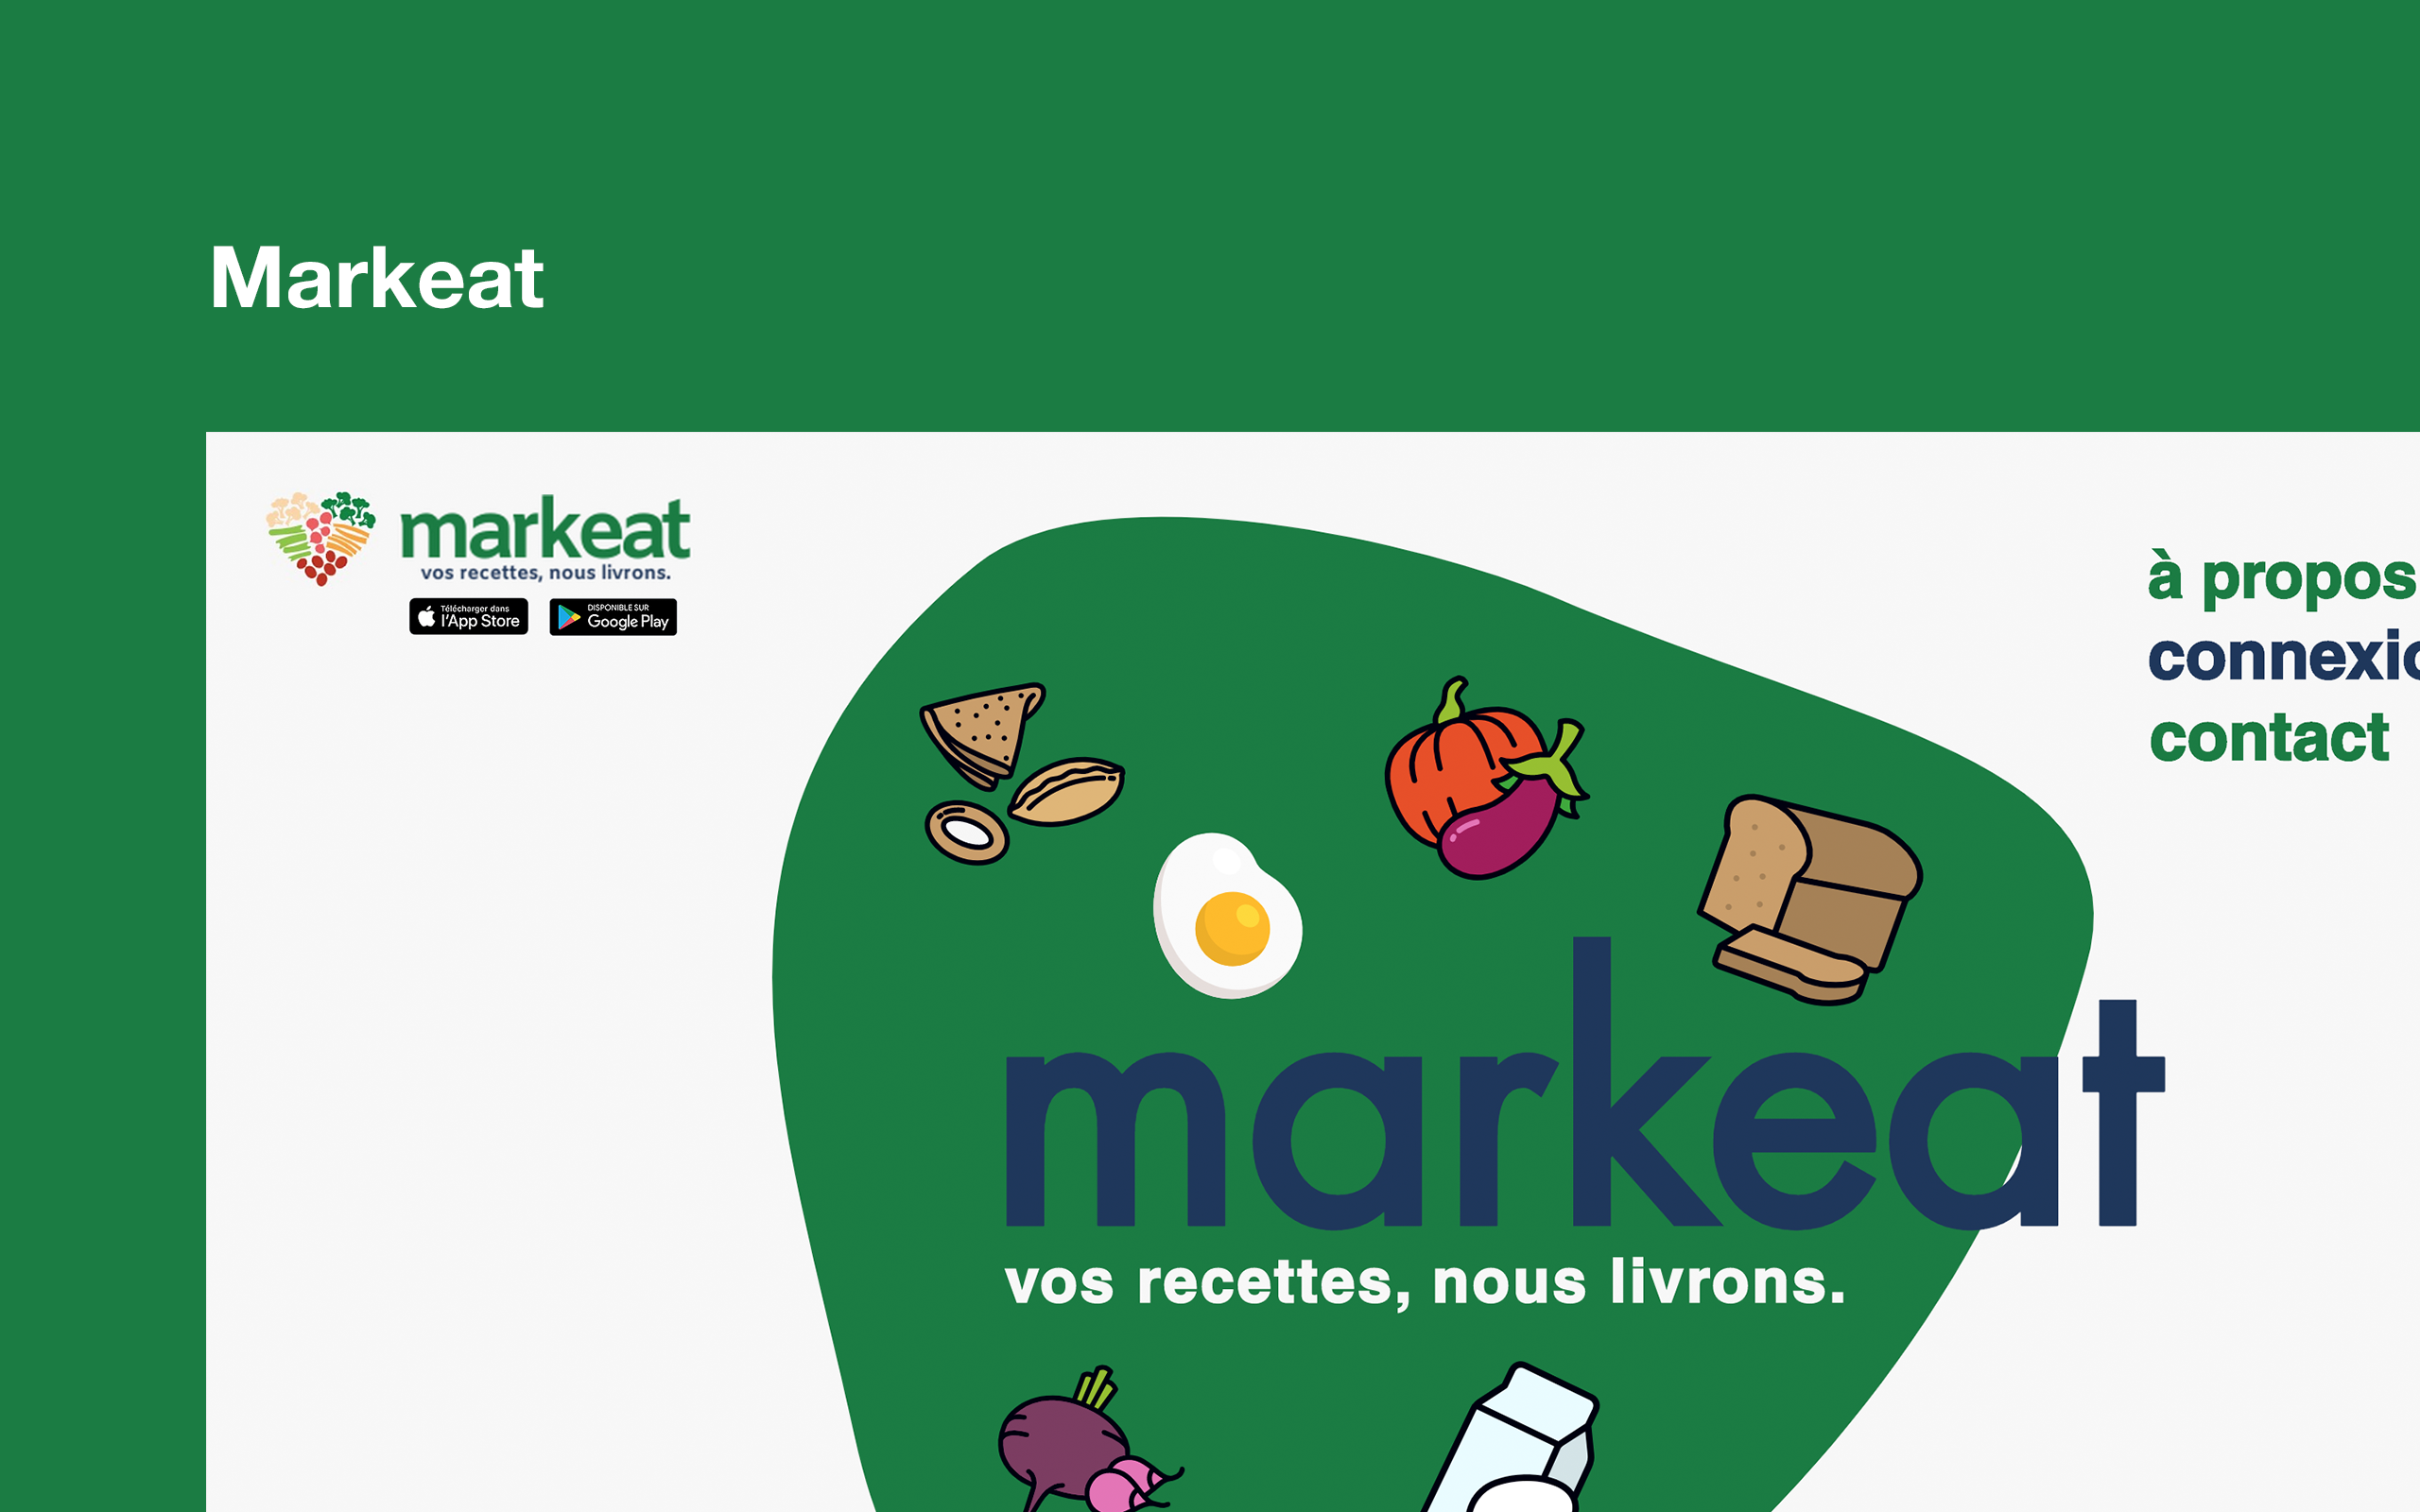 Markeat
markeat
vos recettes, nous livrons.
Télécharger dans
l'App Store
DISPONIBLE SUR
Google Play
à propos
contact
markeat
vos recettes, nous livrons.